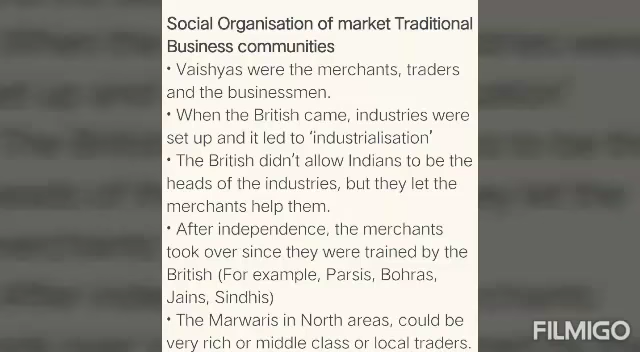 Social Organisation of market Traditional
Business communities
• Vaishyas were the merchants, traders
and the businessmen.
• When the British came, industries were
set up and it led to 'industrialisation'
• The British didn't allow Indians to be the
heads of the industries, but they let the
merchants help them.
• After independence, the merchants
took over since they were trained by the
British (For example, Parsis, Bohras,
Jains, Sindhis)
• The Marwaris in North areas, could be
very rich or middle class or local traders.
FILMIGO